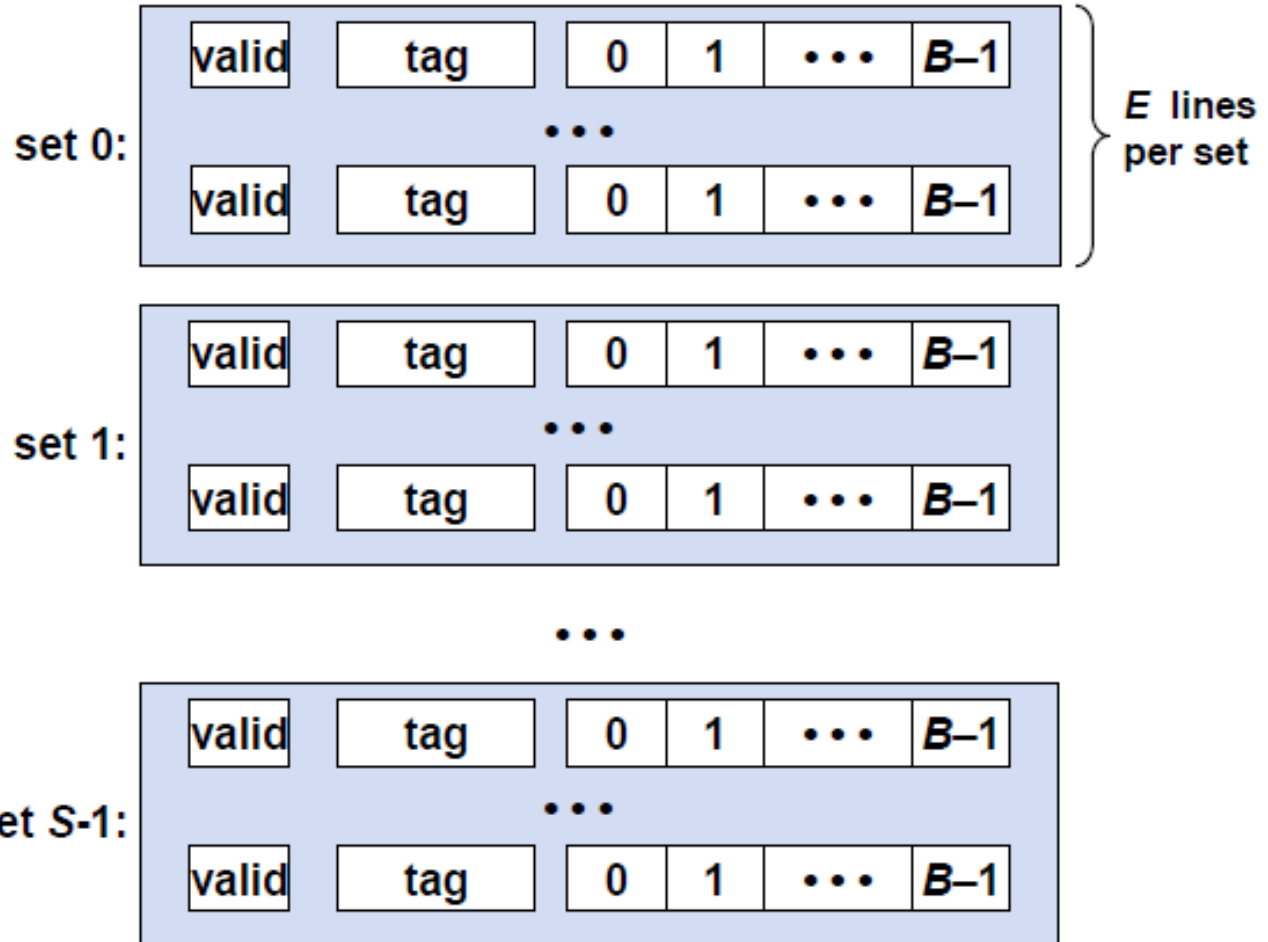 valid tag 0 1 • • • B–1
• • •
set 0:
E lines
per set
valid tag 0 1 • • • B–1
valid tag 0 1 • • • B–1
• • •
set 1:
valid tag 0 1 • • • B–1
• • •
valid tag 0 1 • • • B–1
• • •
et S-1:
valid tag 0 1 • • • B–1